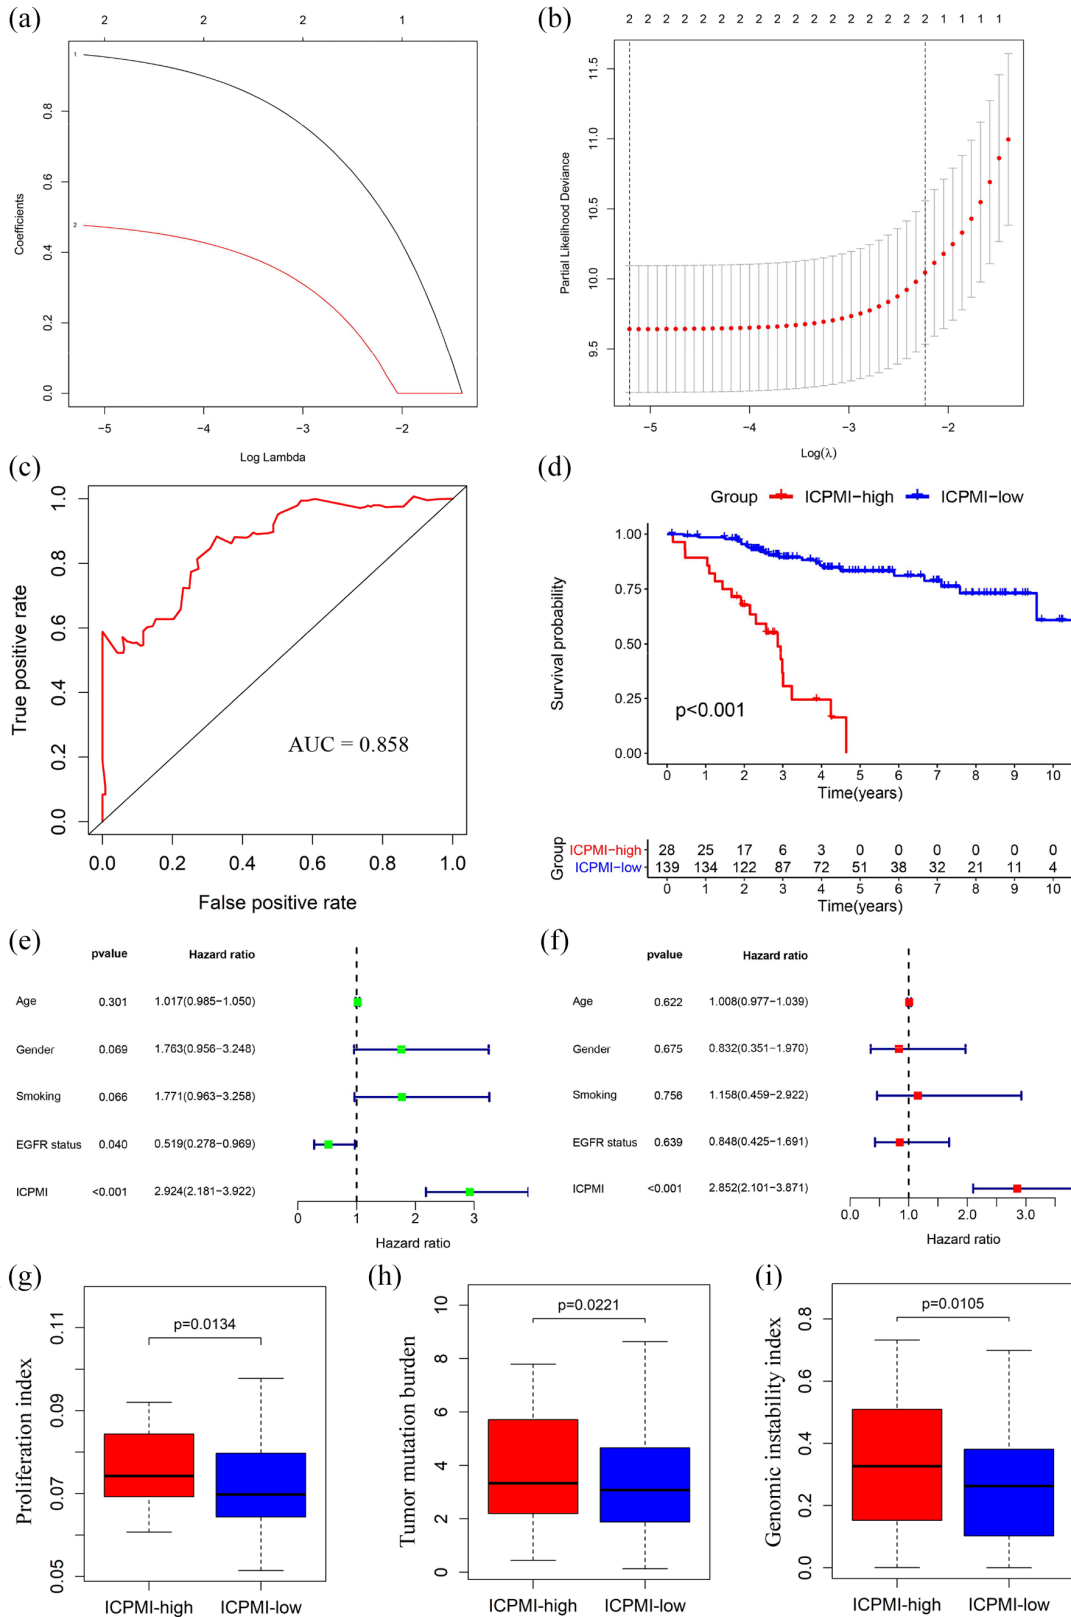 (a)
2 2 2 1
1
2
Coefficients
0.0 0.2 0.4 0.6 0.8
−5 −4 −3 −2
Log Lambda
(b)
2 2 2 2 2 2 2 2 2 2 2 2 2 1 1 1 1
Partial Likelihood Deviance
9.5 10.0 10.5 11.0 11.5
−5 −4 −3 −2
Log(λ)
(c)
True positive rate
0.0 0.2 0.4 0.6 0.8 1.0
AUC = 0.858
0.0 0.2 0.4 0.6 0.8 1.0
False positive rate
(d)
Group ICPMI−high ICPMI−low
Survival probability
1.00
0.75
0.50
0.25
0.00
p<0.001
0 1 2 3 4 5 6 7 8 9 10
Time(years)
Group
ICPMI−high 28 25 17 6 3 0 0 0 0 0 0
ICPMI−low 139 134 122 87 72 51 38 32 21 11 4
0 1 2 3 4 5 6 7 8 9 10
Time(years)
(e)
pvalue Hazard ratio
Age 0.301 1.017(0.985−1.050)
Gender 0.069 1.763(0.956−3.248)
Smoking 0.066 1.771(0.963−3.258)
EGFR status 0.040 0.519(0.278−0.969)
ICPMI <0.001 2.924(2.181−3.922)
0 1 2 3
Hazard ratio
(f)
pvalue Hazard ratio
Age 0.622 1.008(0.977−1.039)
Gender 0.675 0.832(0.351−1.970)
Smoking 0.756 1.158(0.459−2.922)
EGFR status 0.639 0.848(0.425−1.691)
ICPMI <0.001 2.852(2.101−3.871)
0.0 1.0 2.0 3.0
Hazard ratio
(g)
Proliferation index
0.05 0.07 0.09 0.11
p=0.0134
ICPMI-high ICPMI-low
(h)
Tumor mutation burden
0 2 4 6 8 10
p=0.0221
ICPMI-high ICPMI-low
(i)
Genomic instability index
0.0 0.2 0.4 0.6 0.8
p=0.0105
ICPMI-high ICPMI-low